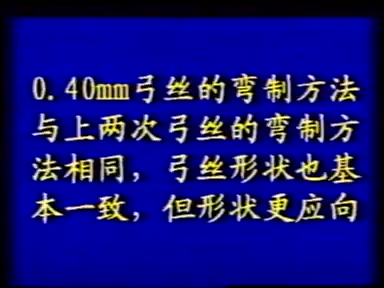 0.40mm弓丝的弯制方法
与上两次弓丝的弯制方
法相同，弓丝形状也基
本一致，但形状更应向